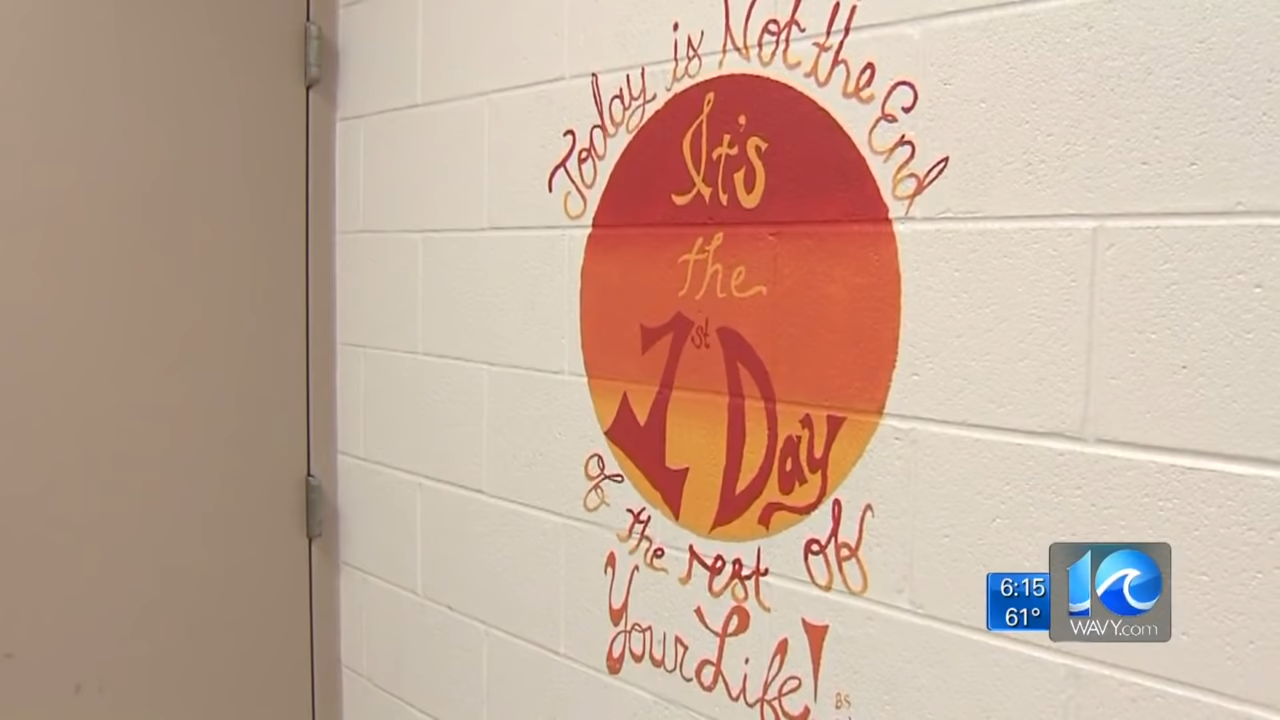 Today is Not the End
It's
the
1st Day
of
the rest of
Your Life!
BS
6:15
61°
10
WAVY.com